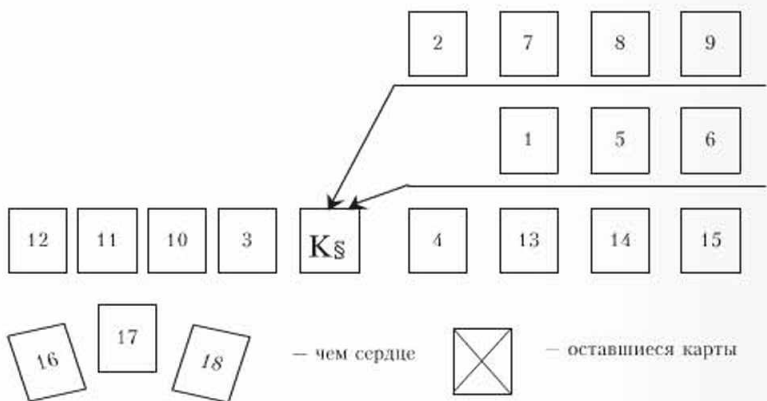 2 7 8 9
1 5 6
12 11 10 3 К§ 4 13 14 15
16 17 18 — чем сердце — оставшиеся карты